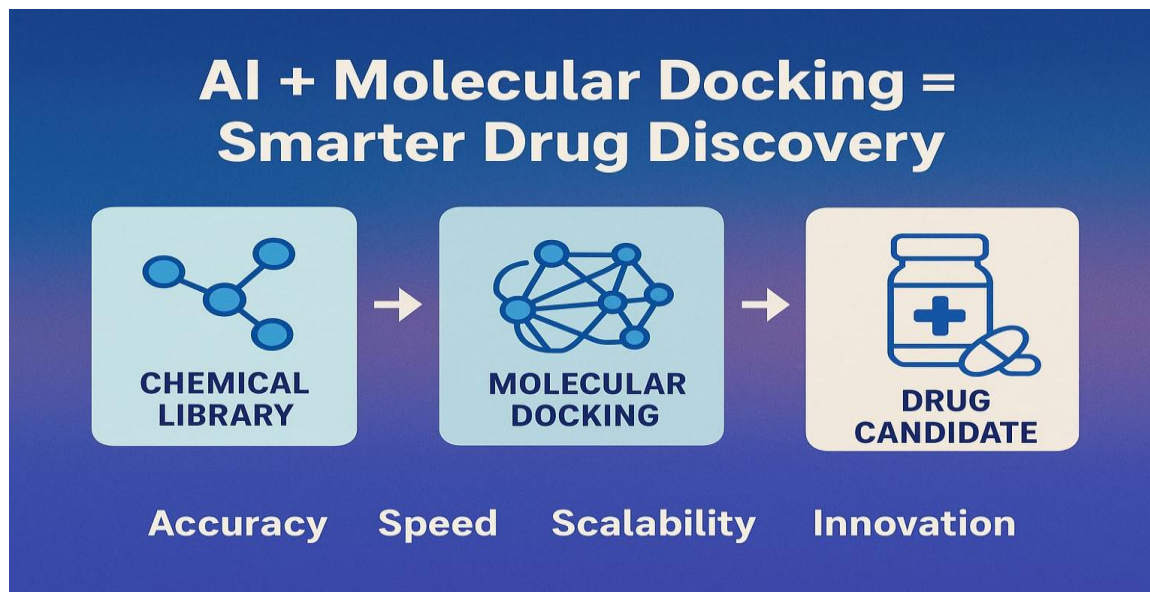 AI + Molecular Docking =
Smarter Drug Discovery
CHEMICAL
LIBRARY
MOLECULAR
DOCKING
DRUG
CANDIDATE
Accuracy Speed Scalability Innovation